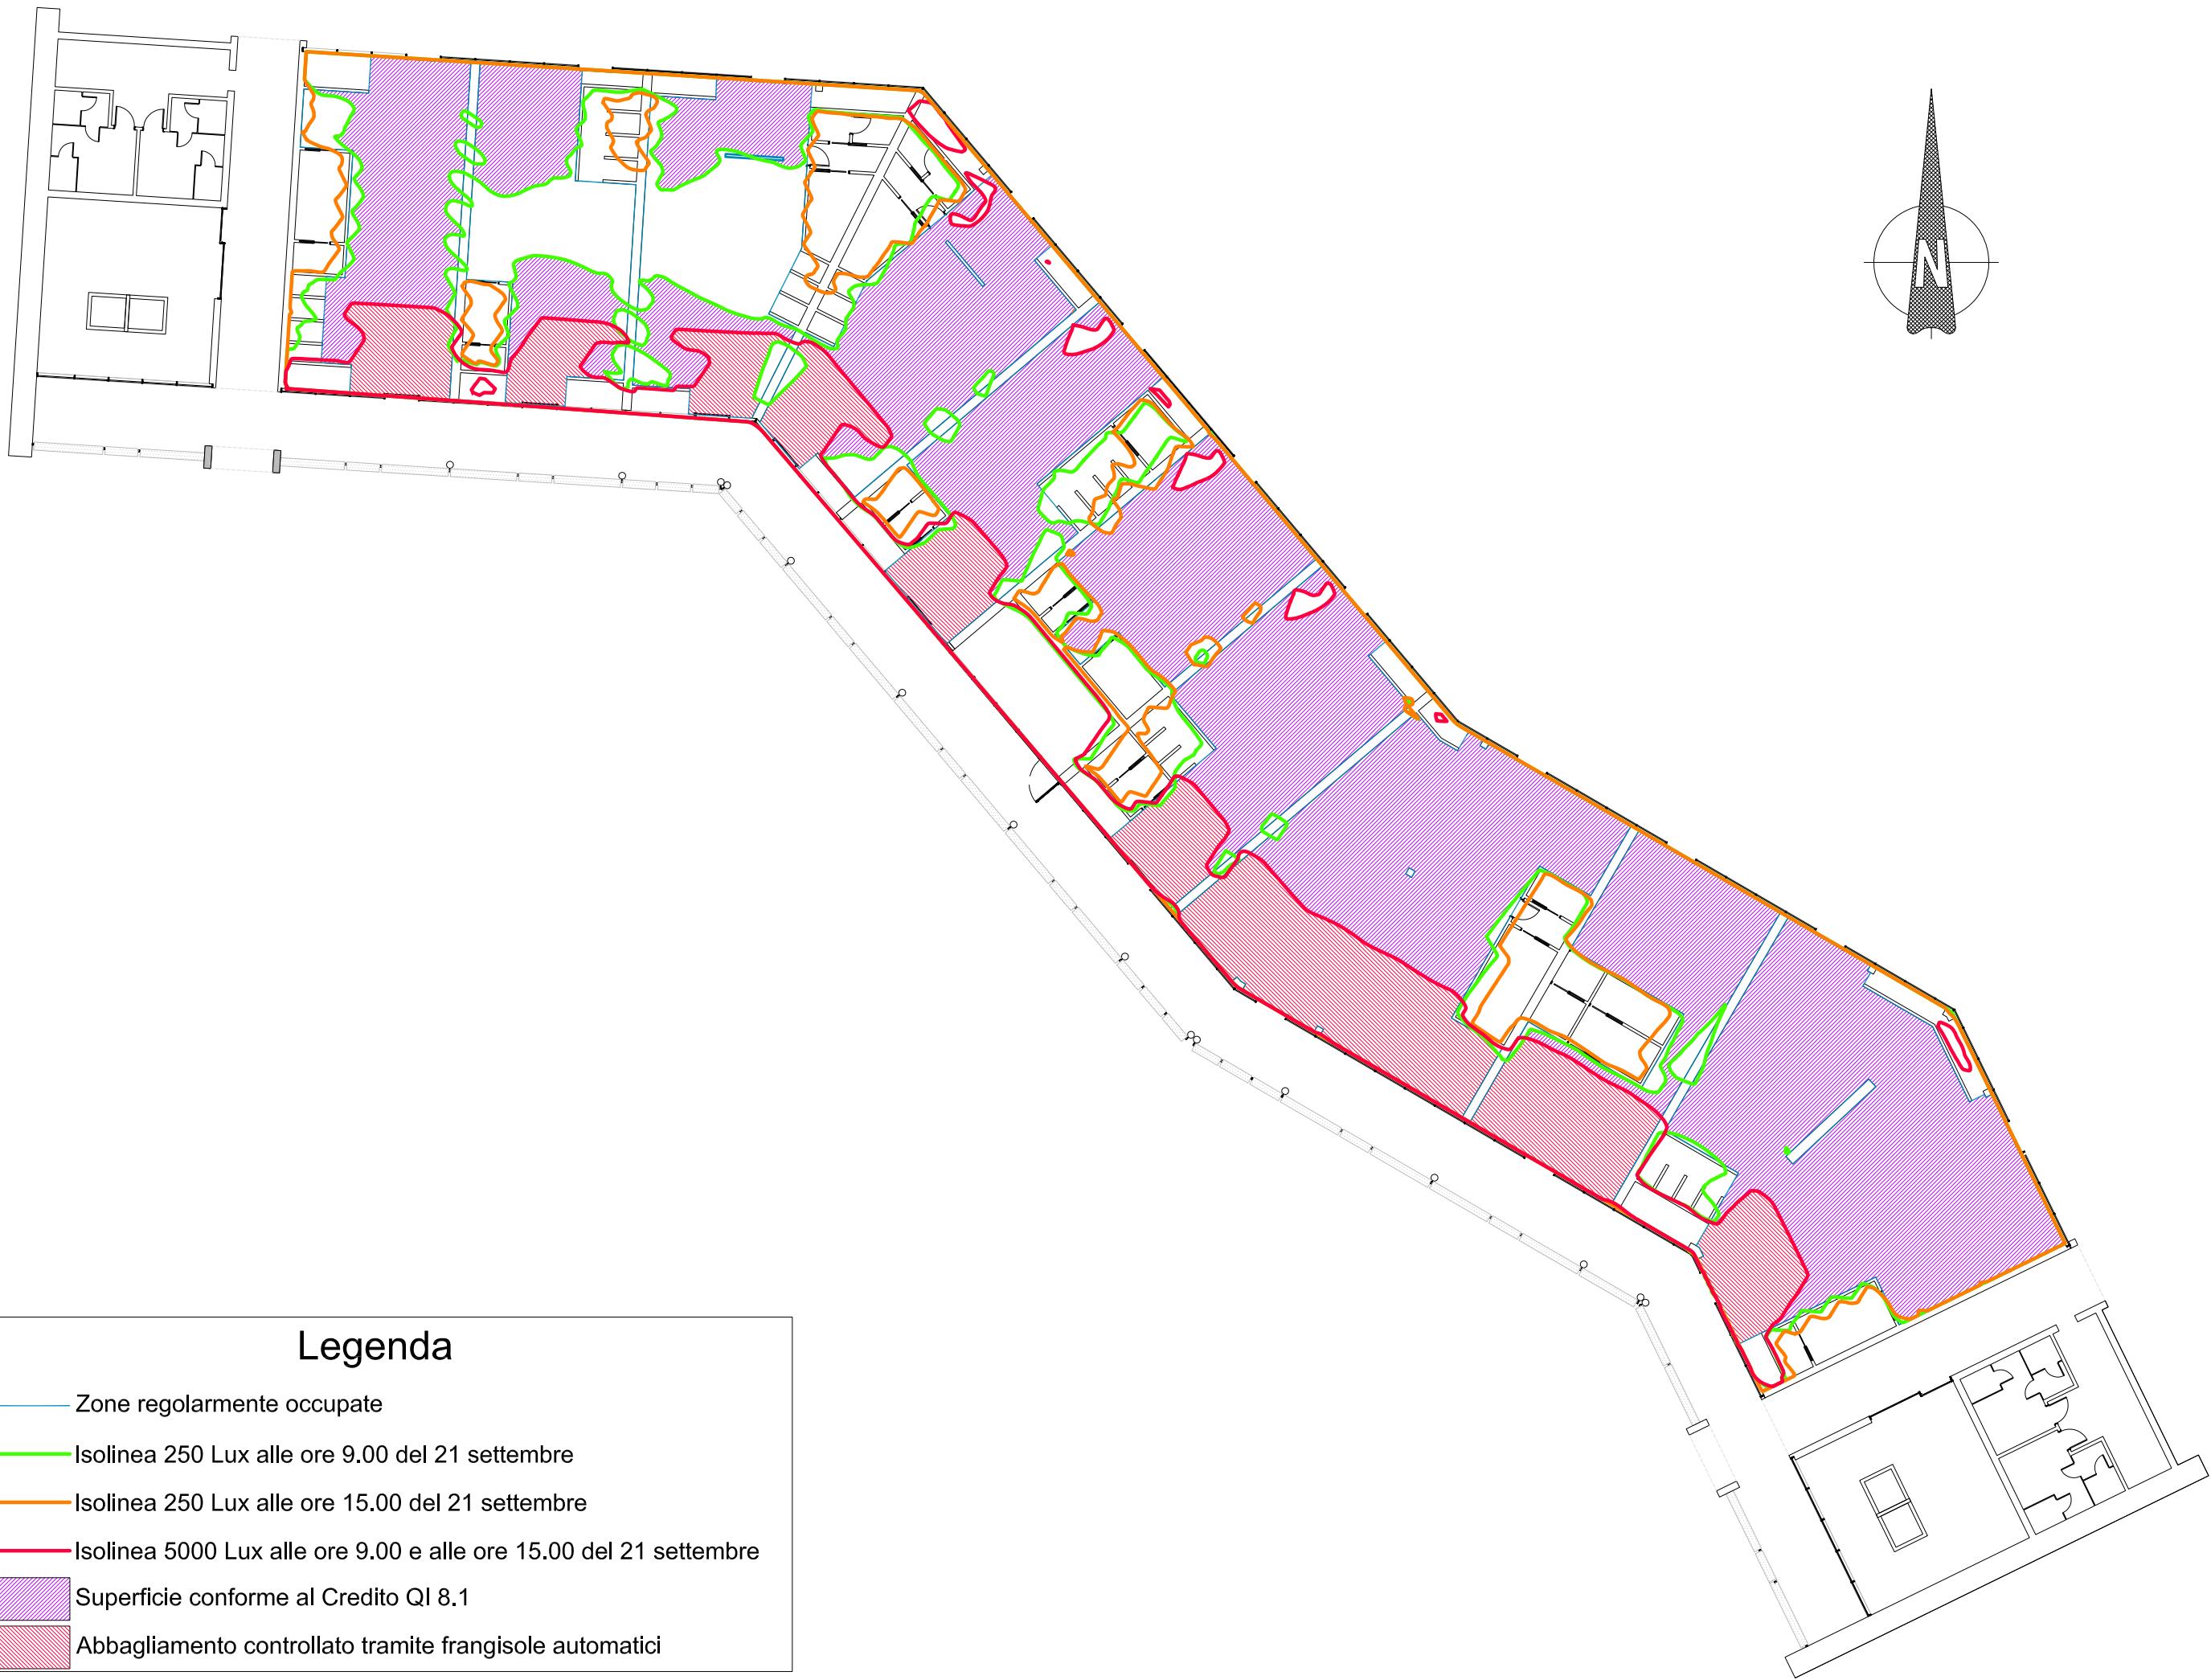 N
Legenda
Zone regolarmente occupate
Isolinea 250 Lux alle ore 9.00 del 21 settembre
Isolinea 250 Lux alle ore 15.00 del 21 settembre
Isolinea 5000 Lux alle ore 9.00 e alle ore 15.00 del 21 settembre
Superficie conforme al Credito QI 8.1
Abbagliamento controllato tramite frangisole automatici